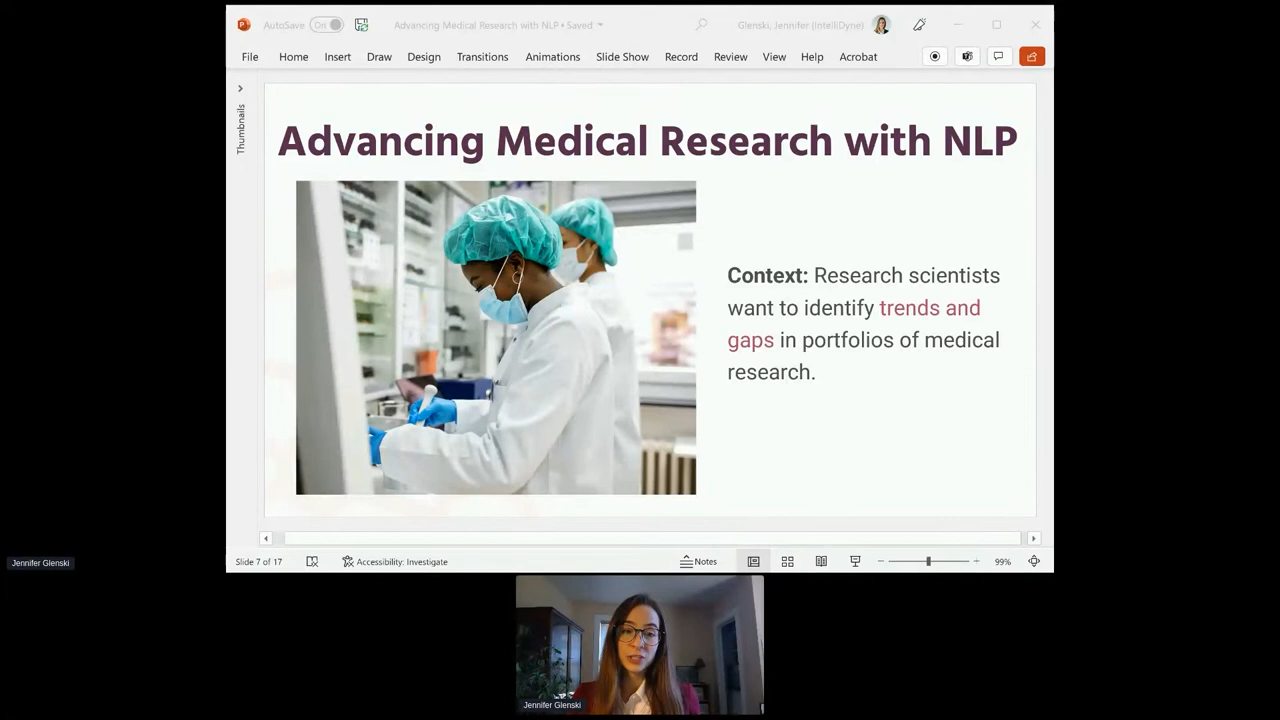 AutoSave
On
Advancing Medical Research with NLP • Saved
Glenski, Jennifer (IntelliDyne)
File Home Insert Draw Design Transitions Animations Slide Show Record Review View Help Acrobat
Thumbnails
Advancing Medical Research with NLP
Context: Research scientists
want to identify trends and
gaps in portfolios of medical
research.
Slide 7 of 17
Accessibility: Investigate
Notes
99%
Jennifer Glenski
Jennifer Glenski